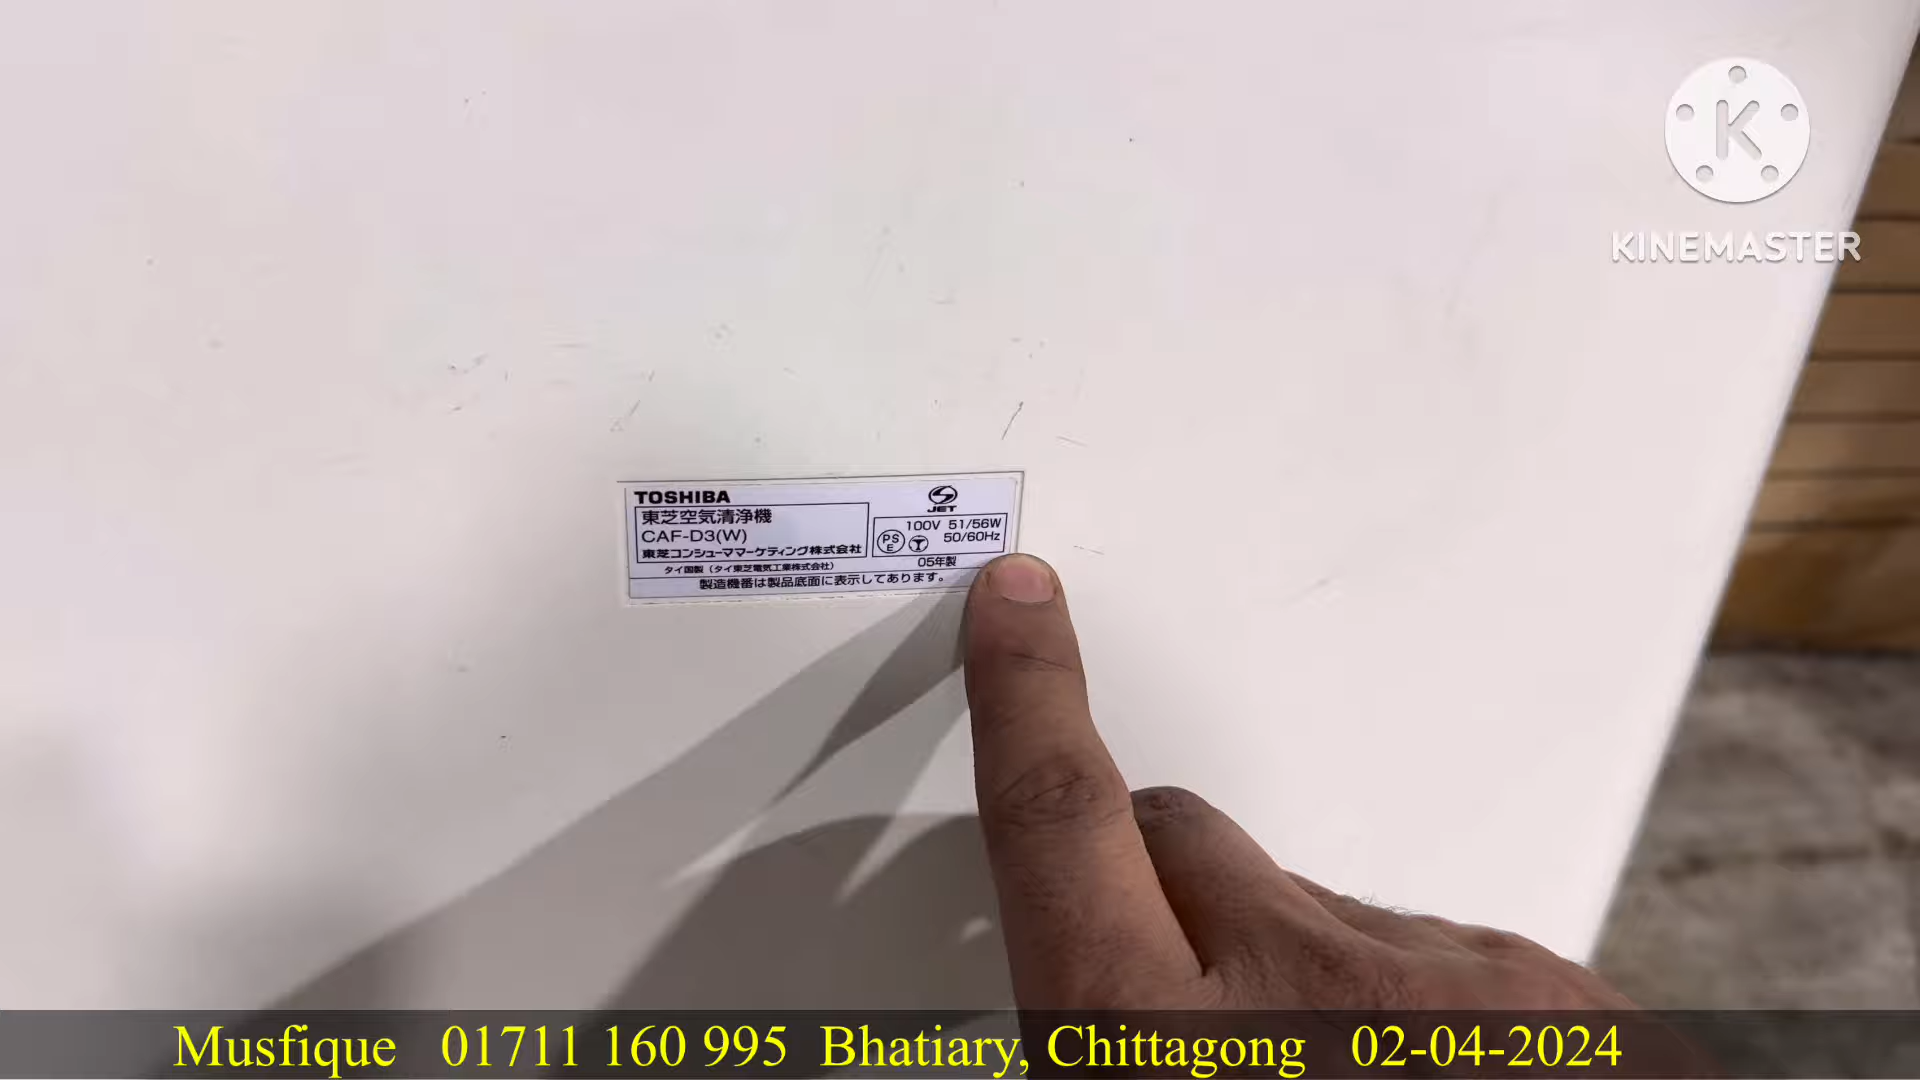 K
KINEMASTER
TOSHIBA
東芝空気清浄機
CAF-D3(W)
東芝コンシューママーケティング株式会社
タイ国製（タイ東芝電気工業株式会社）
JET
100V 51/56W
50/60Hz
PS
E
05年製
製造機番は製品底面に表示してあります。
Musfique 01711 160 995 Bhatiary, Chittagong 02-04-2024